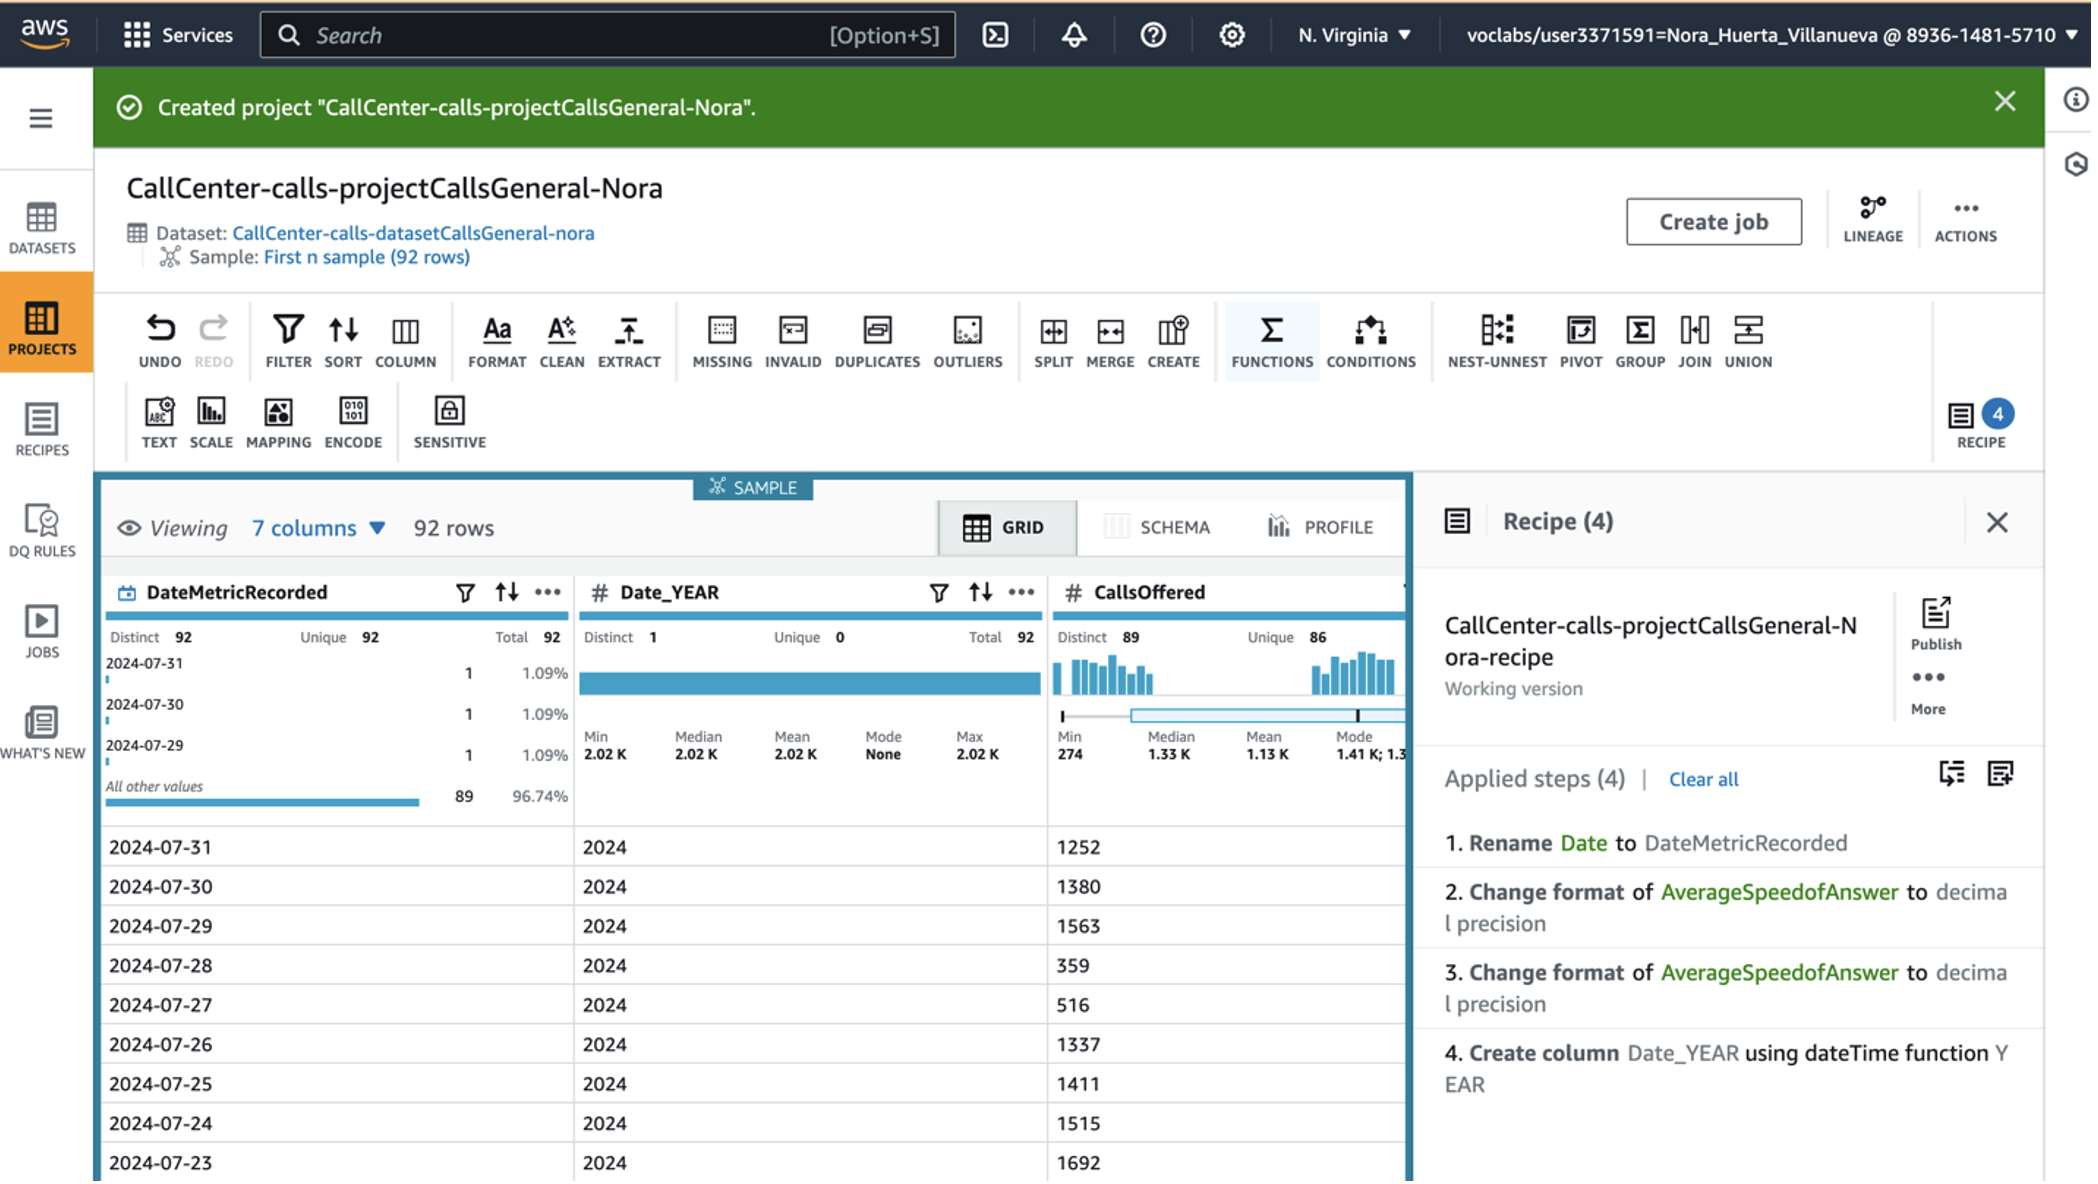 aws Services Search [Option+S] N. Virginia ▼ voclabs/user3371591=Nora_Huerta_Villanueva @ 8936-1481-5710 ▼
Created project "CallCenter-calls-projectCallsGeneral-Nora".
CallCenter-calls-projectCallsGeneral-Nora
Dataset: CallCenter-calls-datasetCallsGeneral-nora
Sample: First n sample (92 rows)
Create job
LINEAGE
ACTIONS
DATASETS
PROJECTS
RECIPES
DQ RULES
JOBS
WHAT'S NEW
UNDO REDO FILTER SORT COLUMN FORMAT CLEAN EXTRACT MISSING INVALID DUPLICATES OUTLIERS SPLIT MERGE CREATE FUNCTIONS CONDITIONS NEST-UNNEST PIVOT GROUP JOIN UNION
TEXT SCALE MAPPING ENCODE SENSITIVE
4
RECIPE
SAMPLE
Viewing 7 columns ▼ 92 rows GRID SCHEMA PROFILE
DateMetricRecorded # Date_YEAR # CallsOffered
Distinct 92 Unique 92 Total 92 Distinct 1 Unique 0 Total 92 Distinct 89 Unique 86
2024-07-31 1 1.09%
2024-07-30 1 1.09%
2024-07-29 1 1.09%
All other values 89 96.74%
Min Median Mean Mode Max Min Median Mean Mode
2.02 K 2.02 K 2.02 K None 2.02 K 274 1.33 K 1.13 K 1.41 K; 1.3
2024-07-31 2024 1252
2024-07-30 2024 1380
2024-07-29 2024 1563
2024-07-28 2024 359
2024-07-27 2024 516
2024-07-26 2024 1337
2024-07-25 2024 1411
2024-07-24 2024 1515
2024-07-23 2024 1692
Recipe (4)
CallCenter-calls-projectCallsGeneral-N
ora-recipe
Working version
Publish
More
Applied steps (4) | Clear all
1. Rename Date to DateMetricRecorded
2. Change format of AverageSpeedofAnswer to decima
l precision
3. Change format of AverageSpeedofAnswer to decima
l precision
4. Create column Date_YEAR using dateTime function Y
EAR